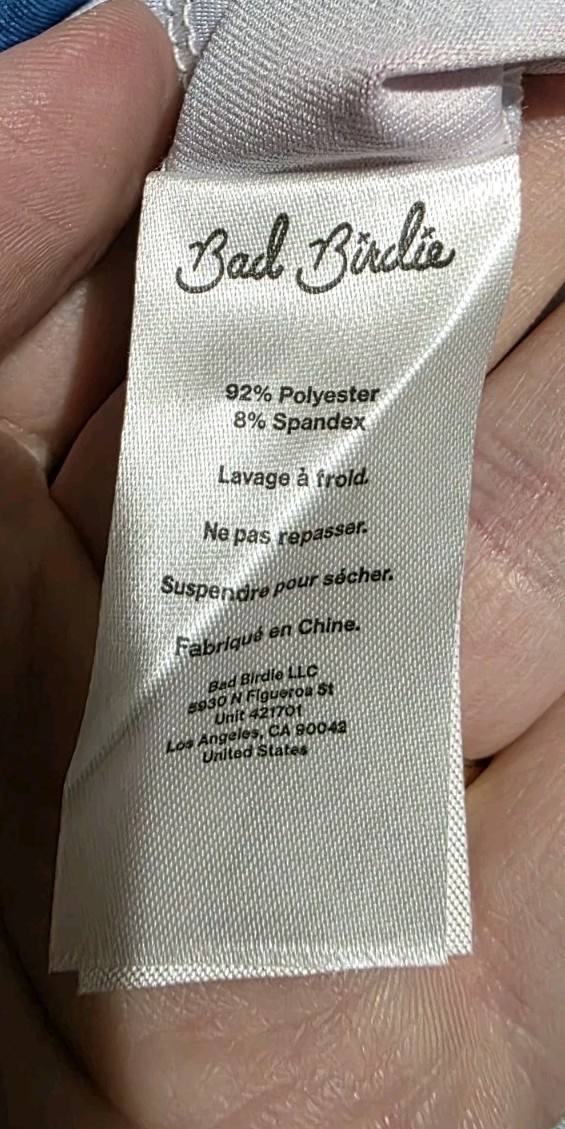 Bad Birdie
92% Polyester
8% Spandex
Lavage à froid.
Ne pas repasser.
Suspendre pour sécher.
Fabriqué en Chine.
Bad Birdie LLC
5930 N Figueroa St
Unit 421701
Los Angeles, CA 90042
United States